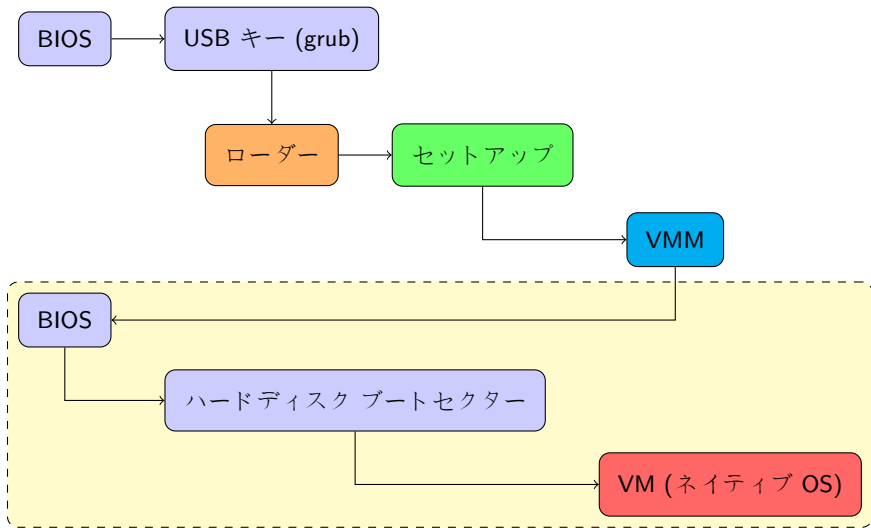 BIOS
USB キー (grub)
ローダー
セットアップ
VMM
BIOS
ハードディスク ブートセクター
VM (ネイティブ OS)